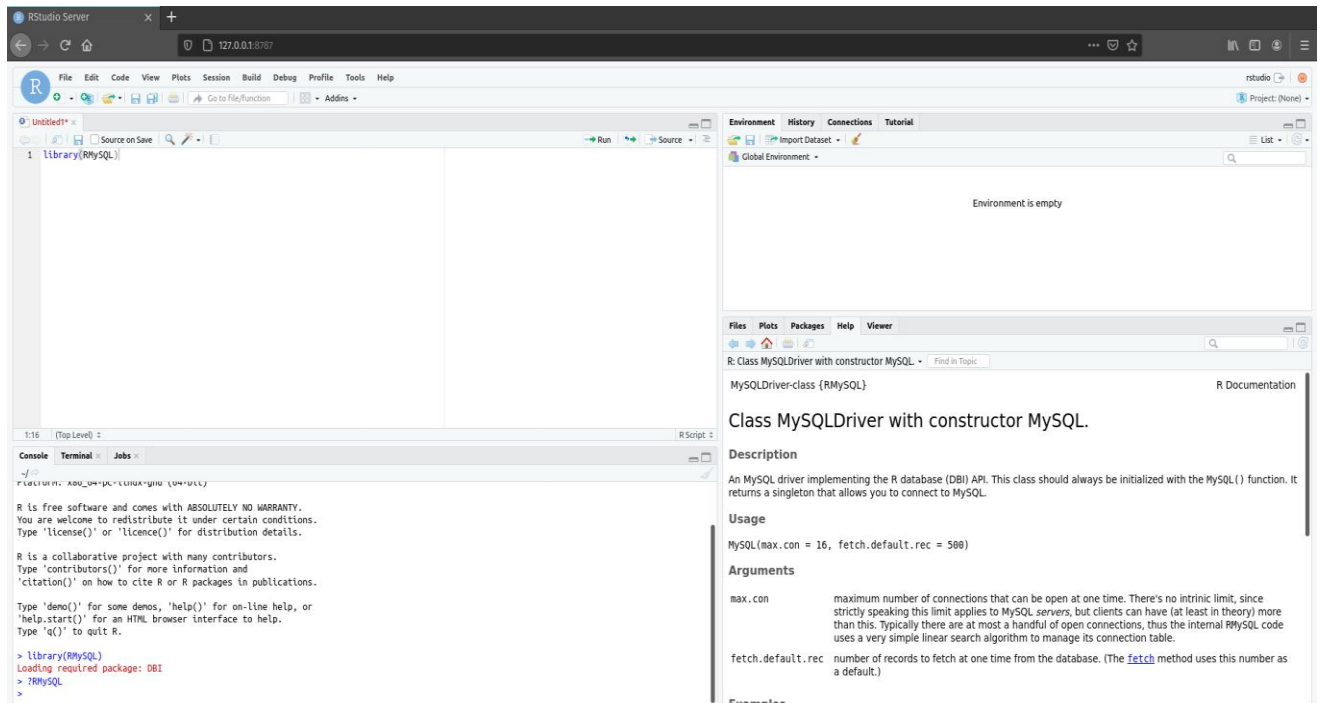 RStudio Server
127.0.0.1:8787
File Edit Code View Plots Session Build Debug Profile Tools Help
rstudio
Go to file/function Addins
Project: (None)
Untitled1*
Source on Save Run Source
1 library(RMySQL)
1:16 (Top Level) R Script
Console Terminal Jobs
~/
Platform: x86_64-pc-linux-gnu (64-bit)
R is free software and comes with ABSOLUTELY NO WARRANTY.
You are welcome to redistribute it under certain conditions.
Type 'license()' or 'licence()' for distribution details.
R is a collaborative project with many contributors.
Type 'contributors()' for more information and
'citation()' on how to cite R or R packages in publications.
Type 'demo()' for some demos, 'help()' for on-line help, or
'help.start()' for an HTML browser interface to help.
Type 'q()' to quit R.
> library(RMySQL)
Loading required package: DBI
> ?RMySQL
>
Environment History Connections Tutorial
Import Dataset List
Global Environment
Environment is empty
Files Plots Packages Help Viewer
R: Class MySQLDriver with constructor MySQL. Find in Topic
MySQLDriver-class {RMySQL} R Documentation
Class MySQLDriver with constructor MySQL.
Description
An MySQL driver implementing the R database (DBI) API. This class should always be initialized with the MySQL() function. It
returns a singleton that allows you to connect to MySQL.
Usage
MySQL(max.con = 16, fetch.default.rec = 500)
Arguments
max.con maximum number of connections that can be open at one time. There's no intrinsic limit, since
strictly speaking this limit applies to MySQL servers, but clients can have (at least in theory) more
than this. Typically there are at most a handful of open connections, thus the internal RMySQL code
uses a very simple linear search algorithm to manage its connection table.
fetch.default.rec number of records to fetch at one time from the database. (The fetch method uses this number as
a default.)
Examples